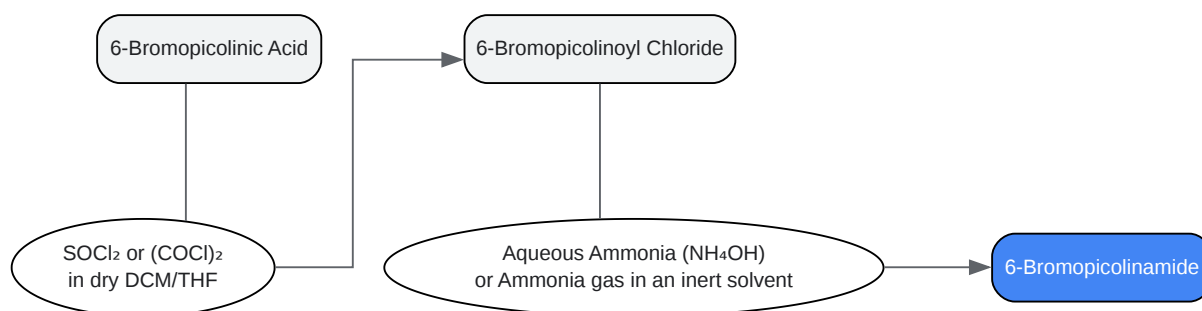 6-Bromopicolinic Acid
6-Bromopicolinoyl Chloride
SOCl₂ or (COCl)₂
in dry DCM/THF
Aqueous Ammonia (NH₄OH)
or Ammonia gas in an inert solvent
6-Bromopicolinamide